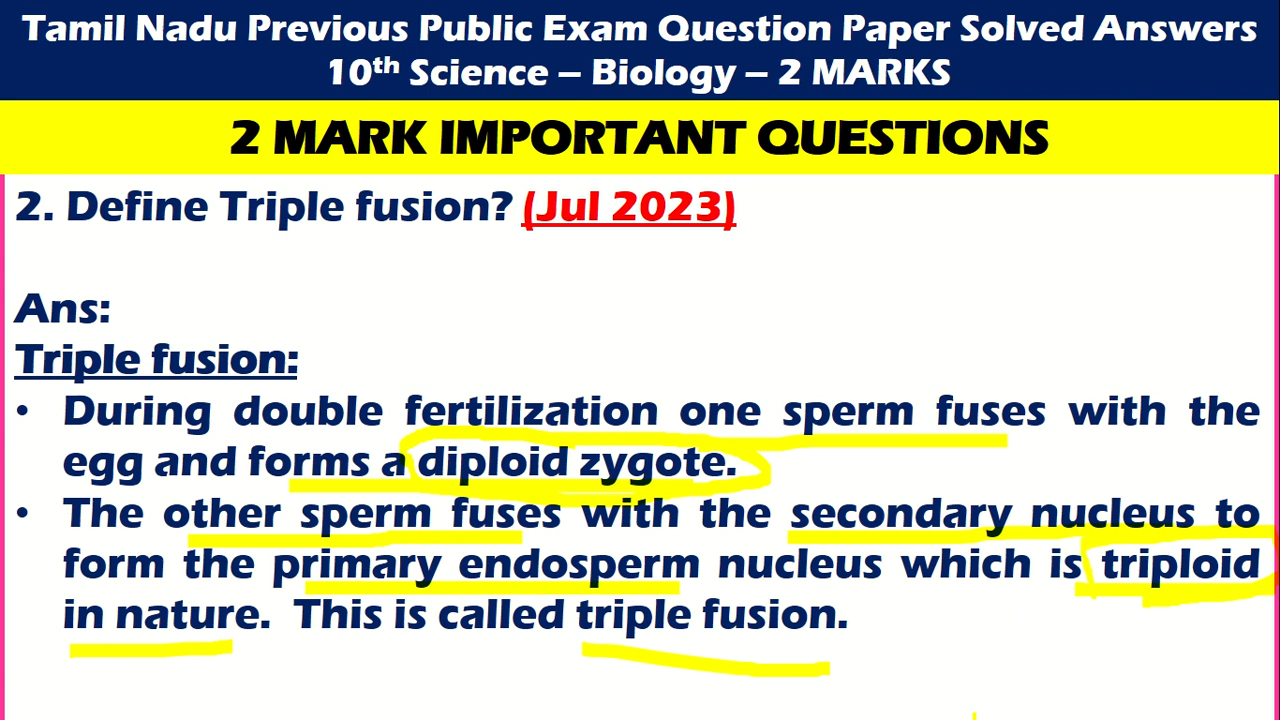 Tamil Nadu Previous Public Exam Question Paper Solved Answers
10th Science – Biology – 2 MARKS
2 MARK IMPORTANT QUESTIONS
2. Define Triple fusion? (Jul 2023)
Ans:
Triple fusion:
• During double fertilization one sperm fuses with the
egg and forms a diploid zygote.
• The other sperm fuses with the secondary nucleus to
form the primary endosperm nucleus which is triploid
in nature. This is called triple fusion.